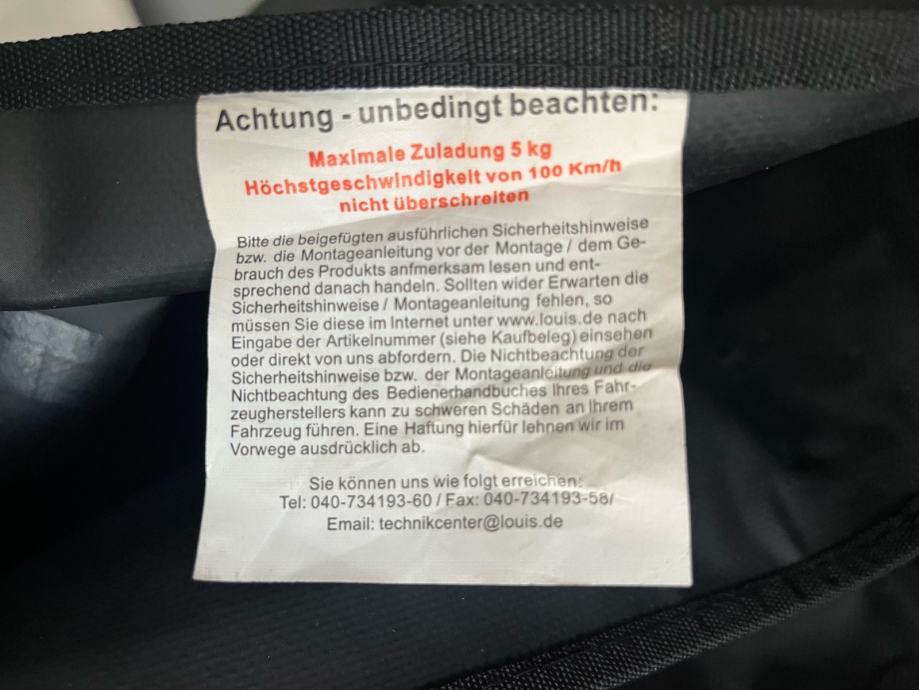 Achtung - unbedingt beachten:
Maximale Zuladung 5 kg
Höchstgeschwindigkeit von 100 Km/h
nicht überschreiten
Bitte die beigefügten ausführlichen Sicherheitshinweise
bzw. die Montageanleitung vor der Montage / dem Ge-
brauch des Produkts anfmerksam lesen und ent-
sprechend danach handeln. Sollten wider Erwarten die
Sicherheitshinweise / Montageanleitung fehlen, so
müssen Sie diese im Internet unter www.louis.de nach
Eingabe der Artikelnummer (siehe Kaufbeleg) einsehen
oder direkt von uns abfordern. Die Nichtbeachtung der
Sicherheitshinweise bzw. der Montageanleitung und die
Nichtbeachtung des Bedienerhandbuches Ihres Fahr-
zeugherstellers kann zu schweren Schäden an Ihrem
Fahrzeug führen. Eine Haftung hierfür lehnen wir im
Vorwege ausdrücklich ab.
Sie können uns wie folgt erreichen:
Tel: 040-734193-60 / Fax: 040-734193-58/
Email: technikcenter@louis.de